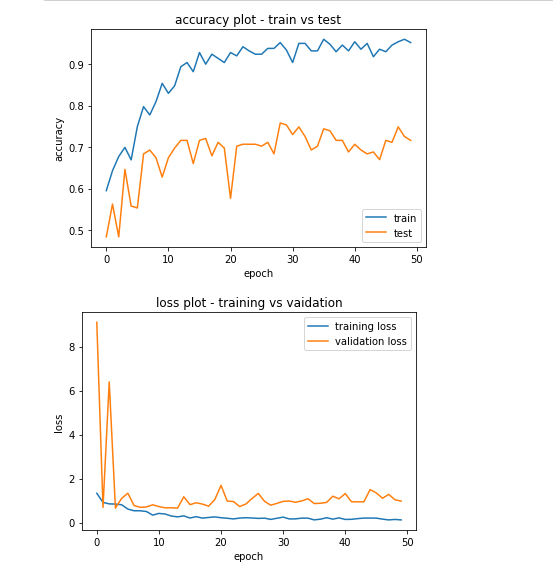 accuracy plot - train vs test
0.9
0.8
0.7
0.6
0.5
accuracy
train
test
0 10 20 30 40 50
epoch
loss plot - training vs vaidation
training loss
validation loss
8
6
4
2
0
loss
0 10 20 30 40 50
epoch